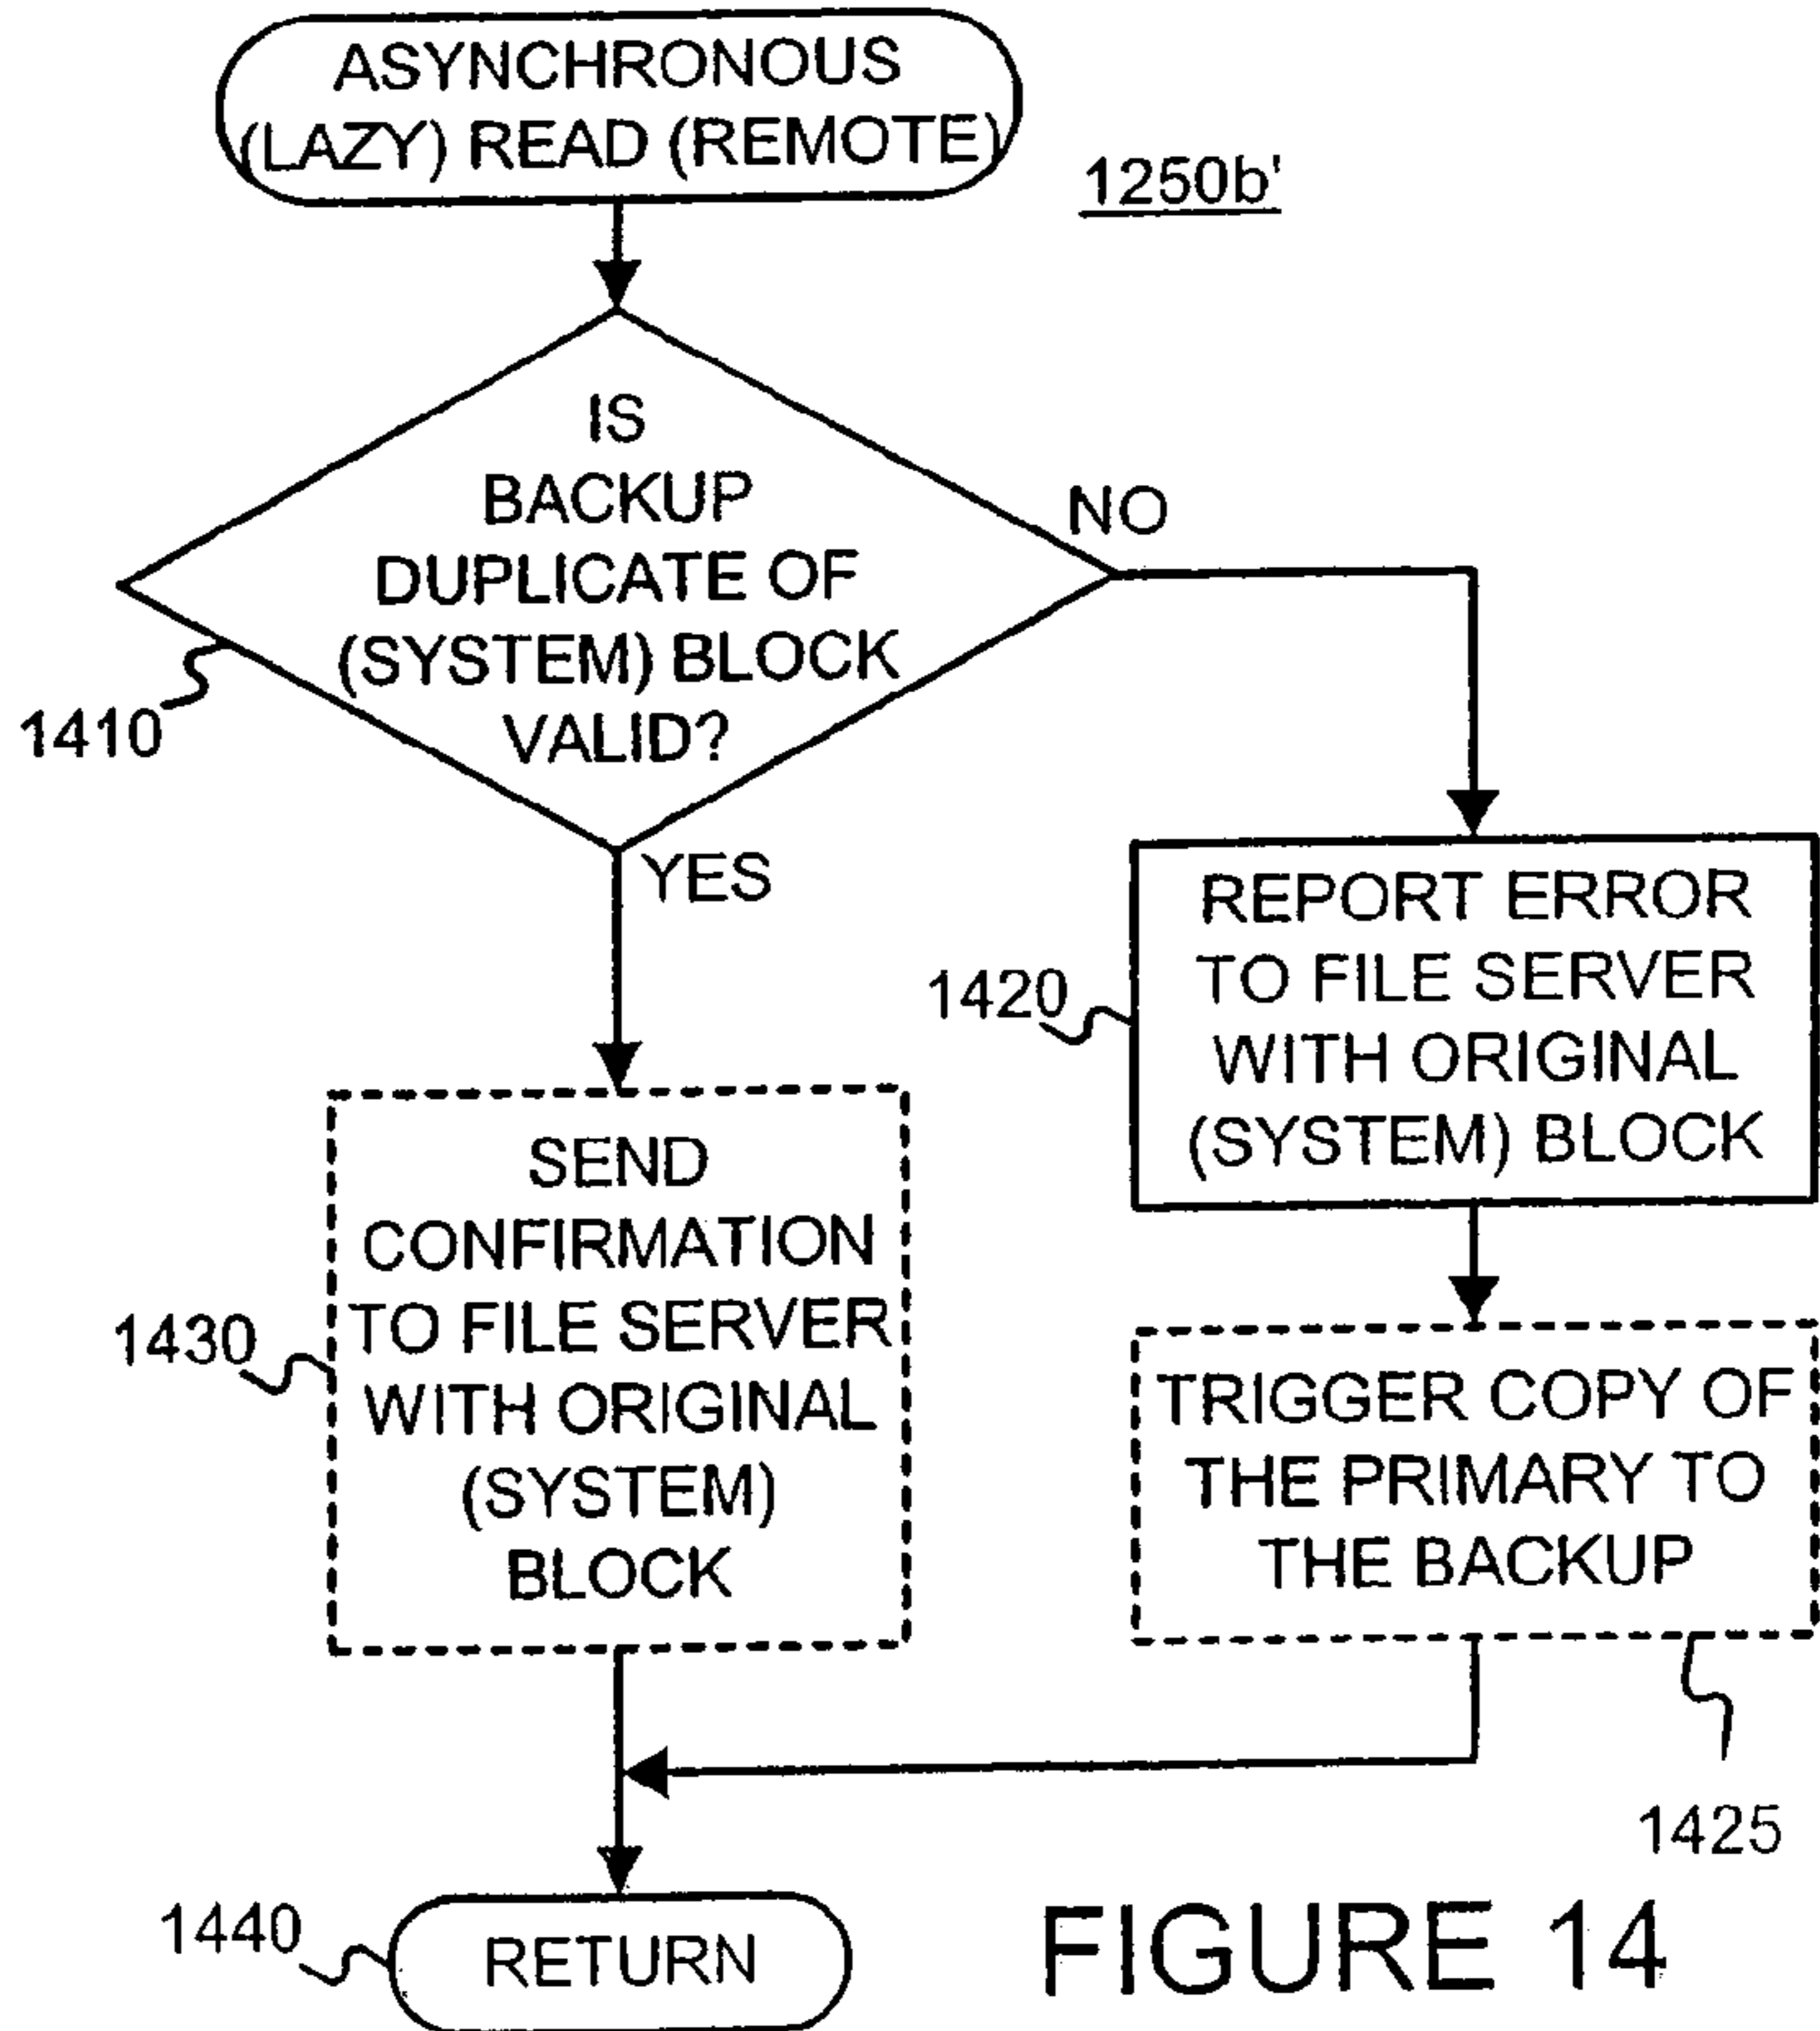 ASYNCHRONOUS
(LAZY) READ (REMOTE)
1250b'
IS
BACKUP
DUPLICATE OF
(SYSTEM) BLOCK
VALID?
NO
1410
YES
REPORT ERROR
TO FILE SERVER
WITH ORIGINAL
(SYSTEM) BLOCK
1420
SEND
CONFIRMATION
TO FILE SERVER
WITH ORIGINAL
(SYSTEM)
BLOCK
1430
TRIGGER COPY OF
THE PRIMARY TO
THE BACKUP
1425
1440
RETURN
FIGURE 14